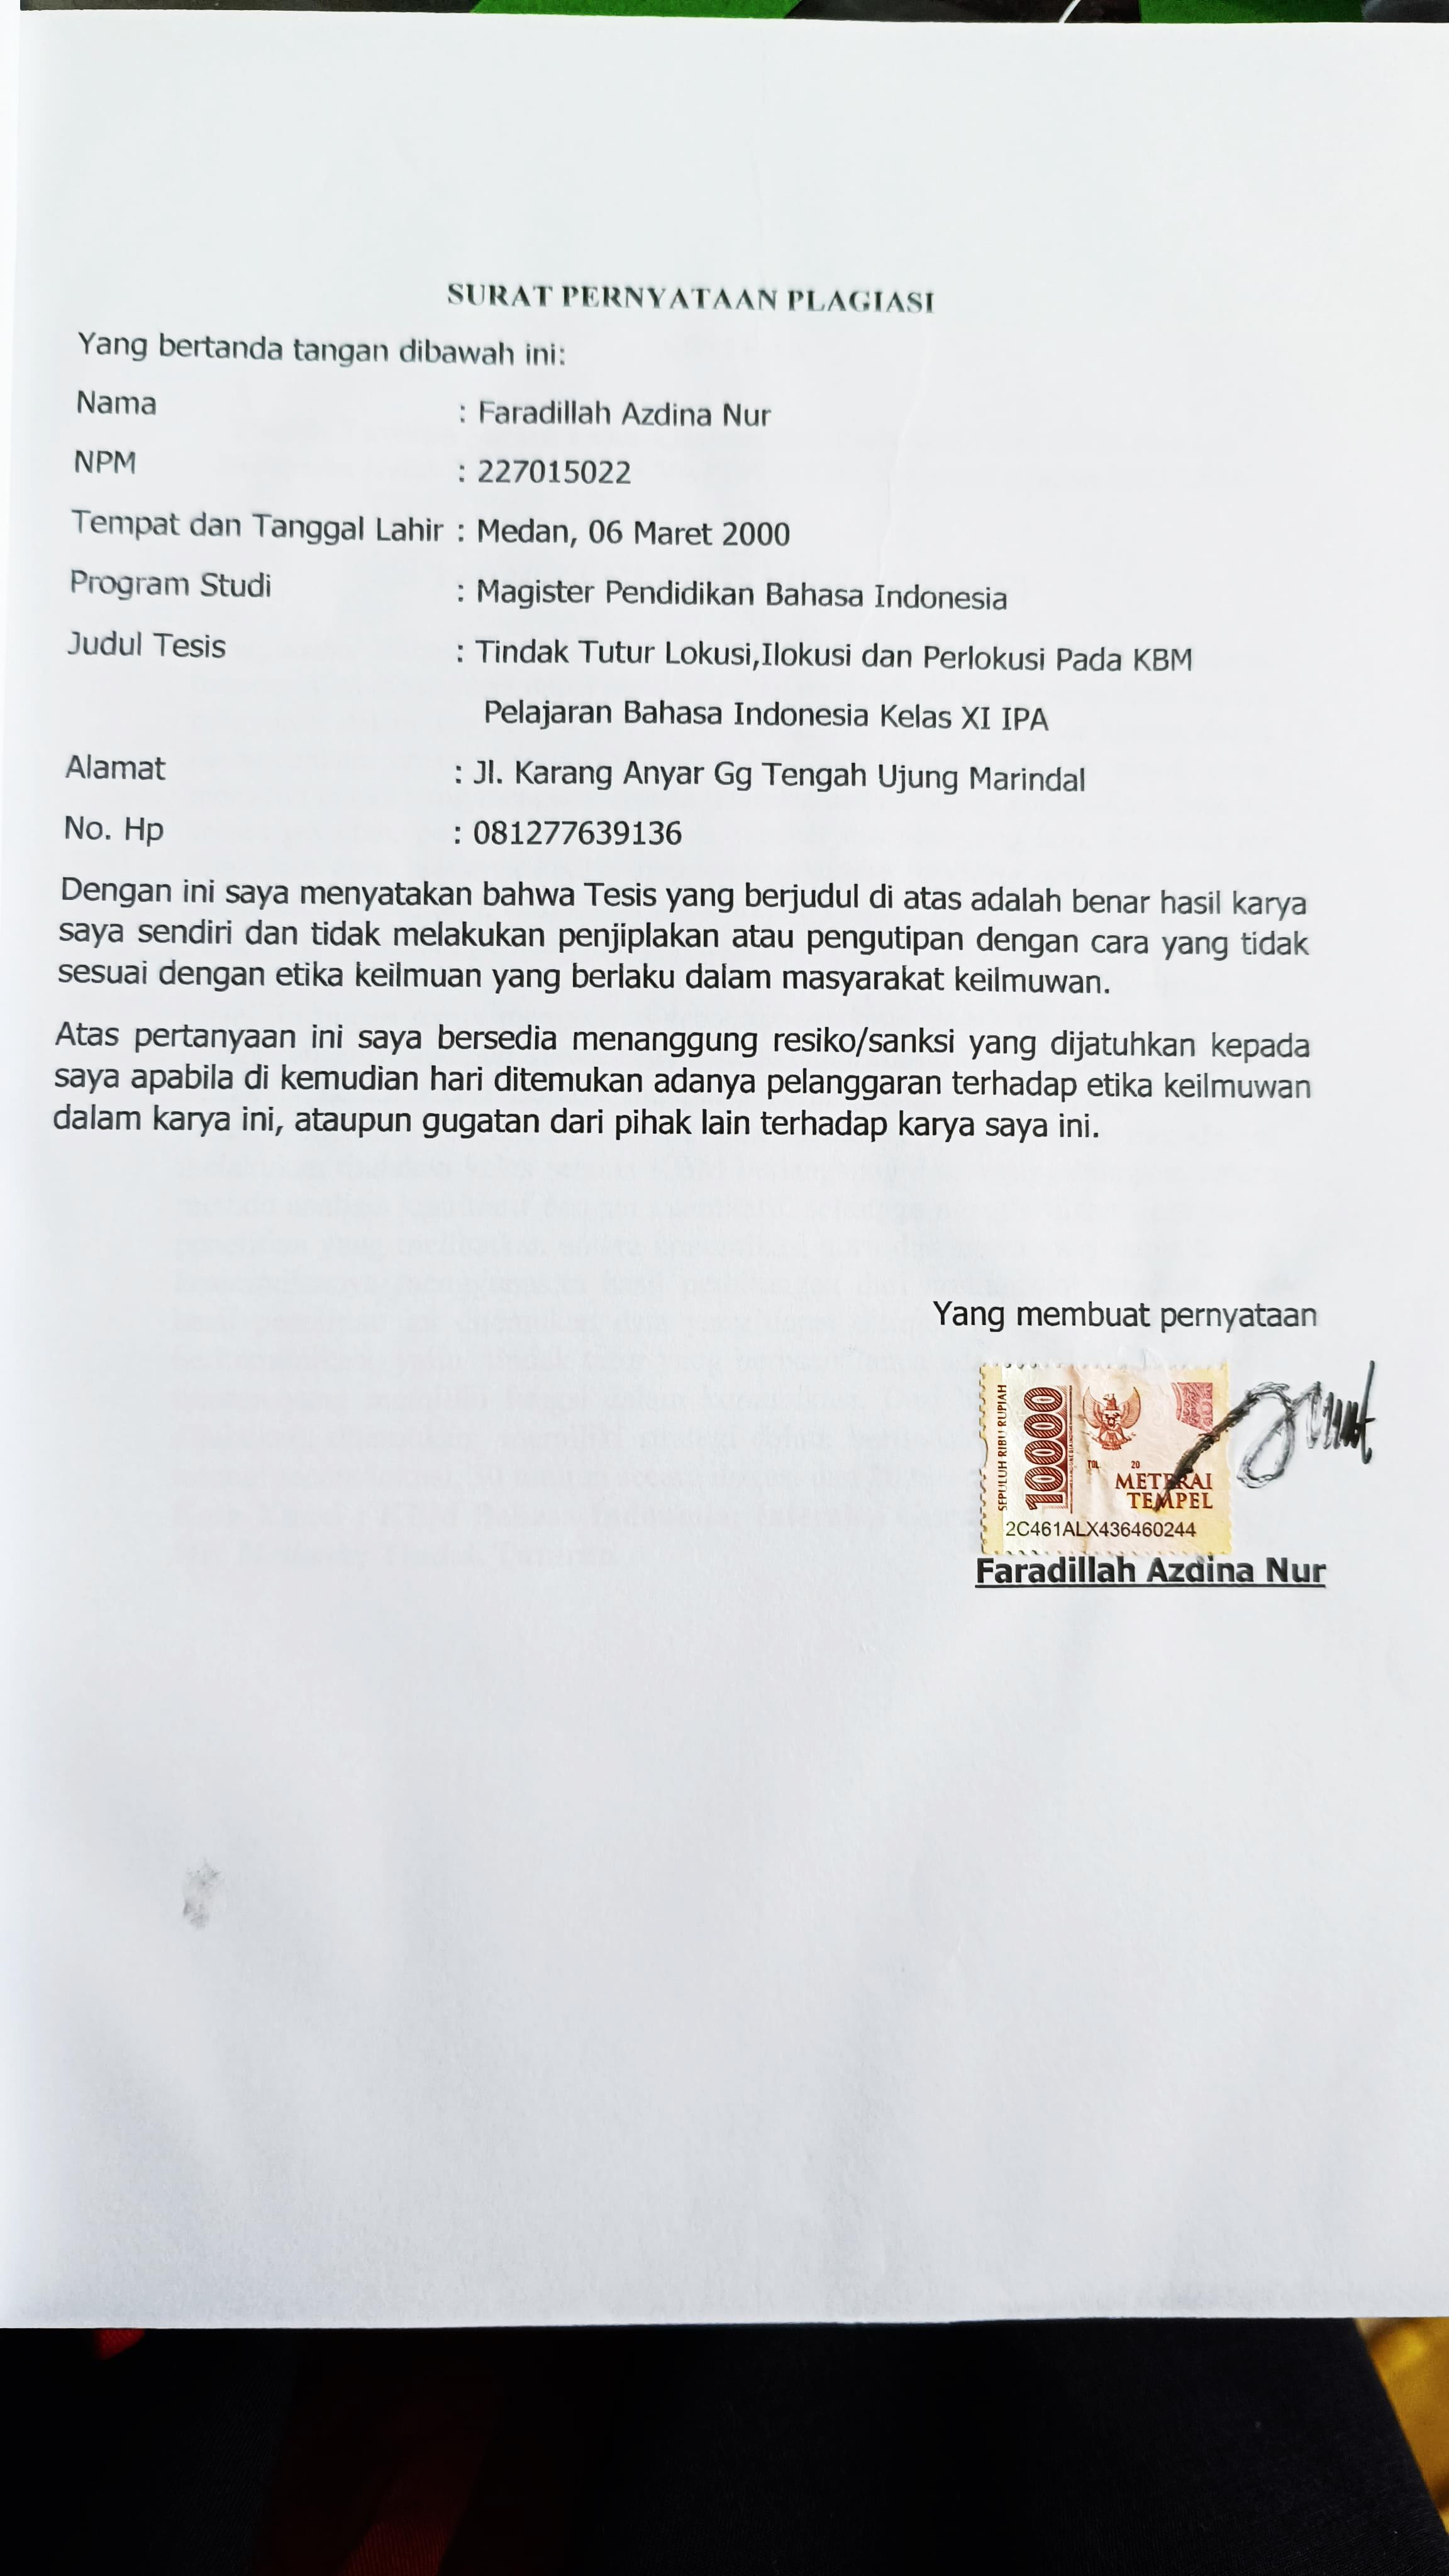 SURAT PERNYATAAN PLAGIASI
Yang bertanda tangan dibawah ini:
Nama : Faradillah Azdina Nur
NPM : 227015022
Tempat dan Tanggal Lahir : Medan, 06 Maret 2000
Program Studi : Magister Pendidikan Bahasa Indonesia
Judul Tesis : Tindak Tutur Lokusi,Ilokusi dan Perlokusi Pada KBM
Pelajaran Bahasa Indonesia Kelas XI IPA
Alamat : Jl. Karang Anyar Gg Tengah Ujung Marindal
No. Hp : 081277639136
Dengan ini saya menyatakan bahwa Tesis yang berjudul di atas adalah benar hasil karya
saya sendiri dan tidak melakukan penjiplakan atau pengutipan dengan cara yang tidak
sesuai dengan etika keilmuan yang berlaku dalam masyarakat keilmuwan.
Atas pertanyaan ini saya bersedia menanggung resiko/sanksi yang dijatuhkan kepada
saya apabila di kemudian hari ditemukan adanya pelanggaran terhadap etika keilmuwan
dalam karya ini, ataupun gugatan dari pihak lain terhadap karya saya ini.
Yang membuat pernyataan
SEPULUH RIBU RUPIAH
10000
TGL. 20
METERAI
TEMPEL
2C461ALX436460244
Faradillah Azdina Nur